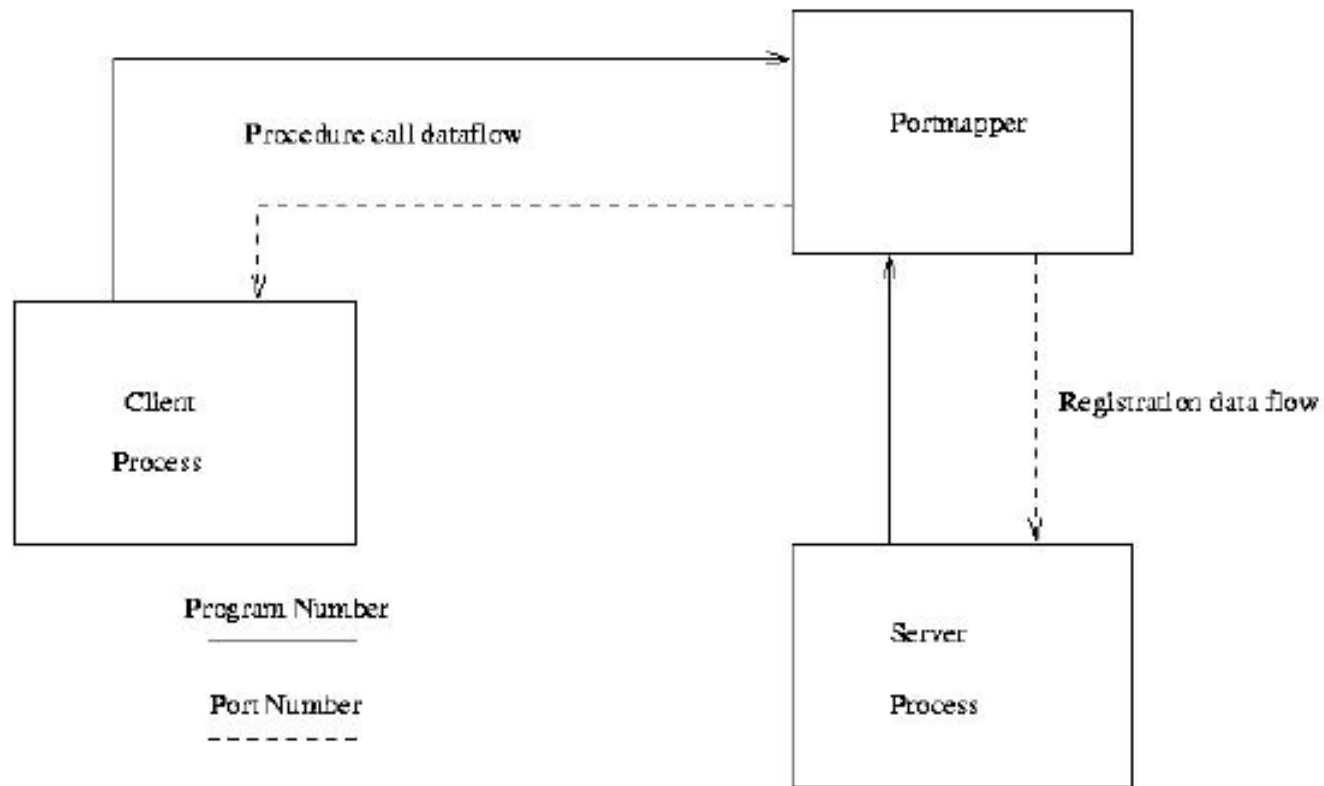 Portmapper
Procedure call dataflow
Client
Process
Registration data flow
Program Number
Port Number
Server
Process